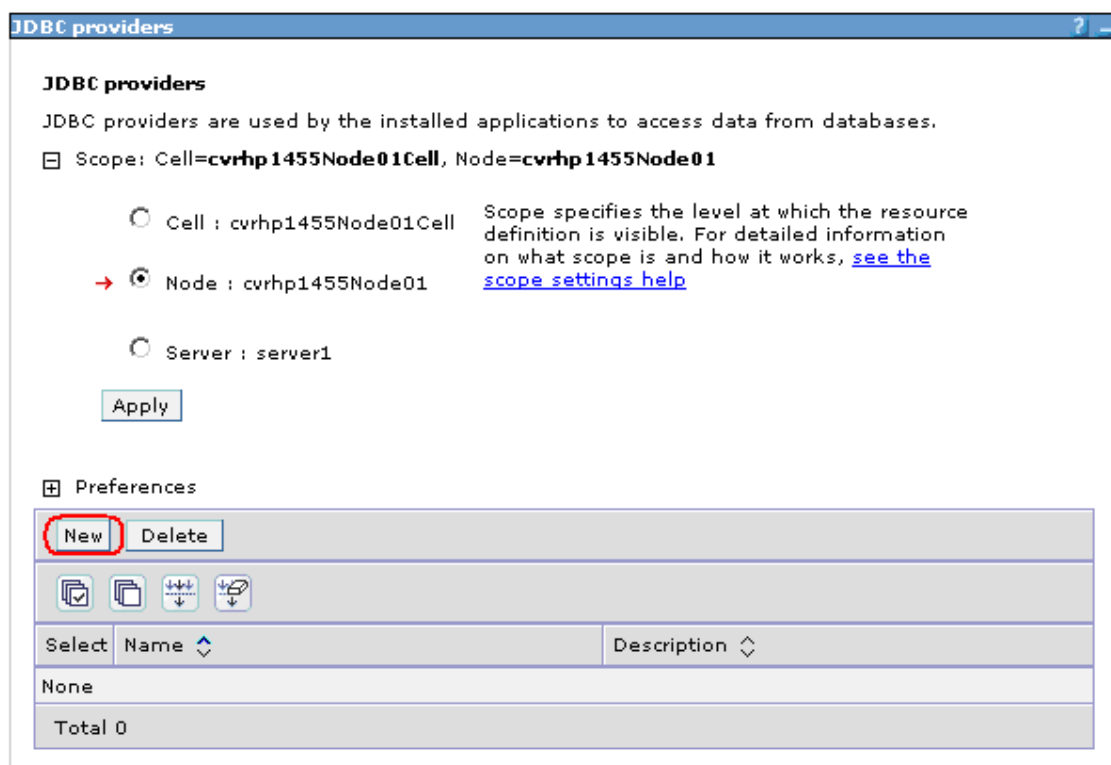 JDBC providers ? _
JDBC providers
JDBC providers are used by the installed applications to access data from databases.
Scope: Cell=cvrhp1455Node01Cell, Node=cvrhp1455Node01
Cell : cvrhp1455Node01Cell
Scope specifies the level at which the resource
definition is visible. For detailed information
on what scope is and how it works, see the
scope settings help
Node : cvrhp1455Node01
Server : server1
Apply
Preferences
New Delete
Select Name Description
None
Total 0